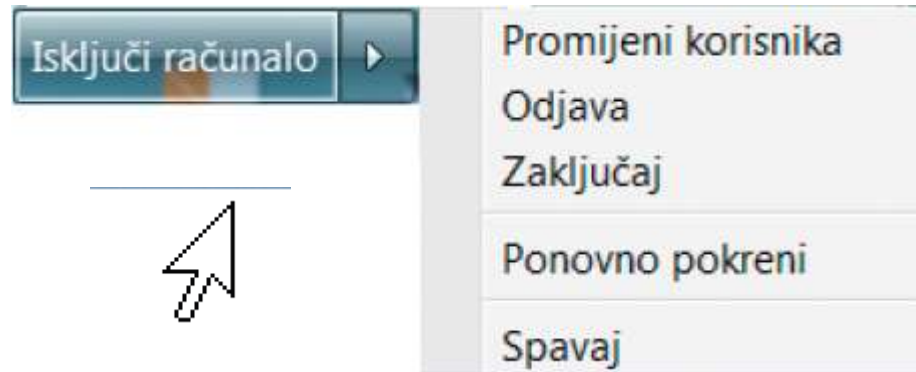 Isključi računalo
Promijeni korisnika
Odjava
Zaključaj
Ponovno pokreni
Spavaj